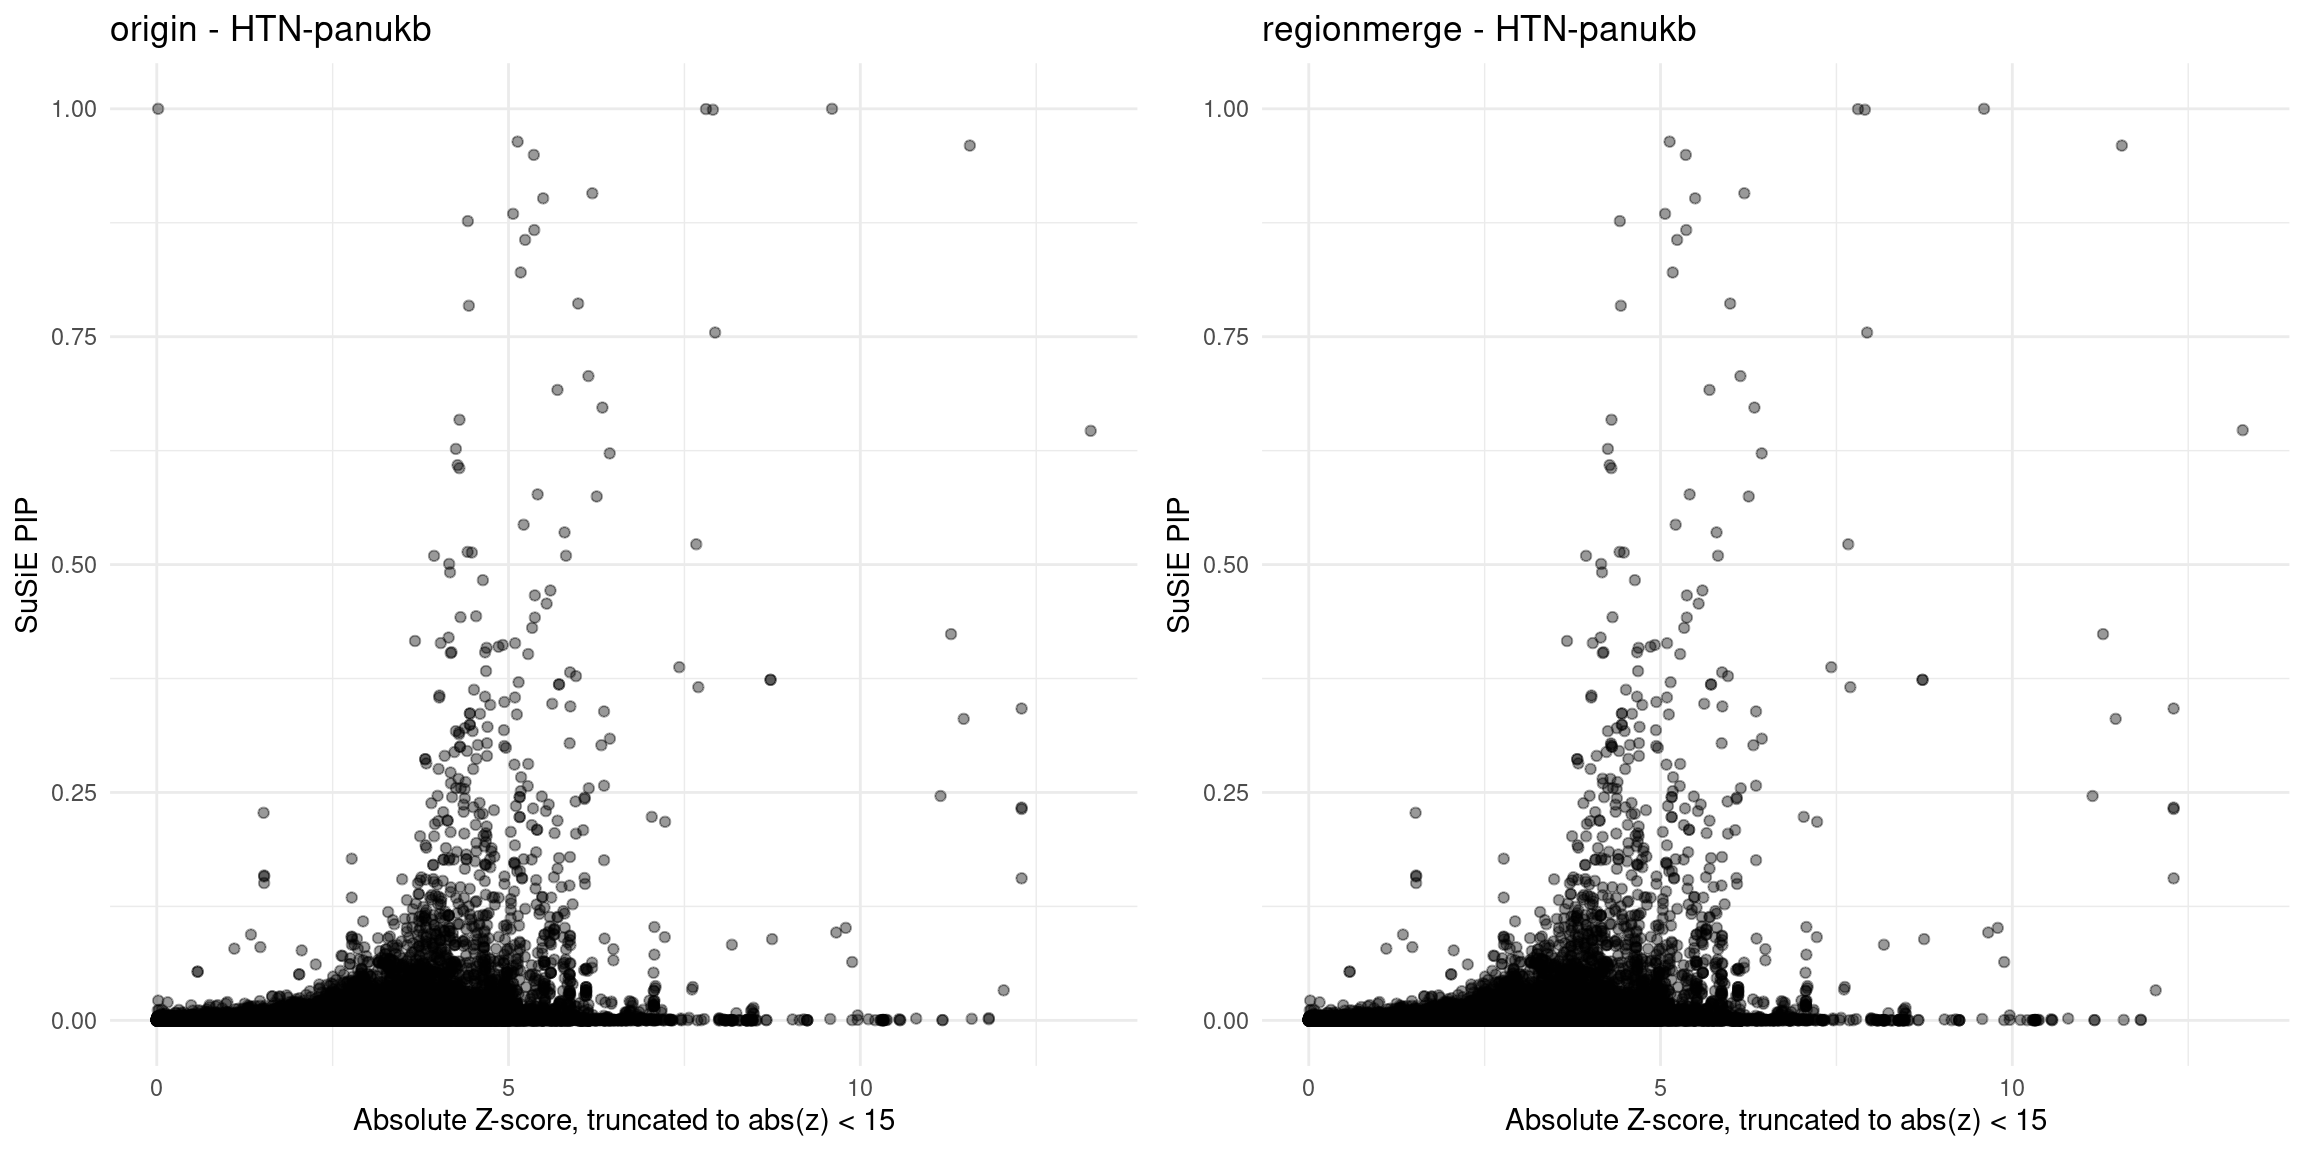 origin - HTN-panukb
SuSiE PIP
1.00
0.75
0.50
0.25
0.00
0
5
10
Absolute Z-score, truncated to abs(z) < 15
regionmerge - HTN-panukb
SuSiE PIP
1.00
0.75
0.50
0.25
0.00
0
5
10
Absolute Z-score, truncated to abs(z) < 15